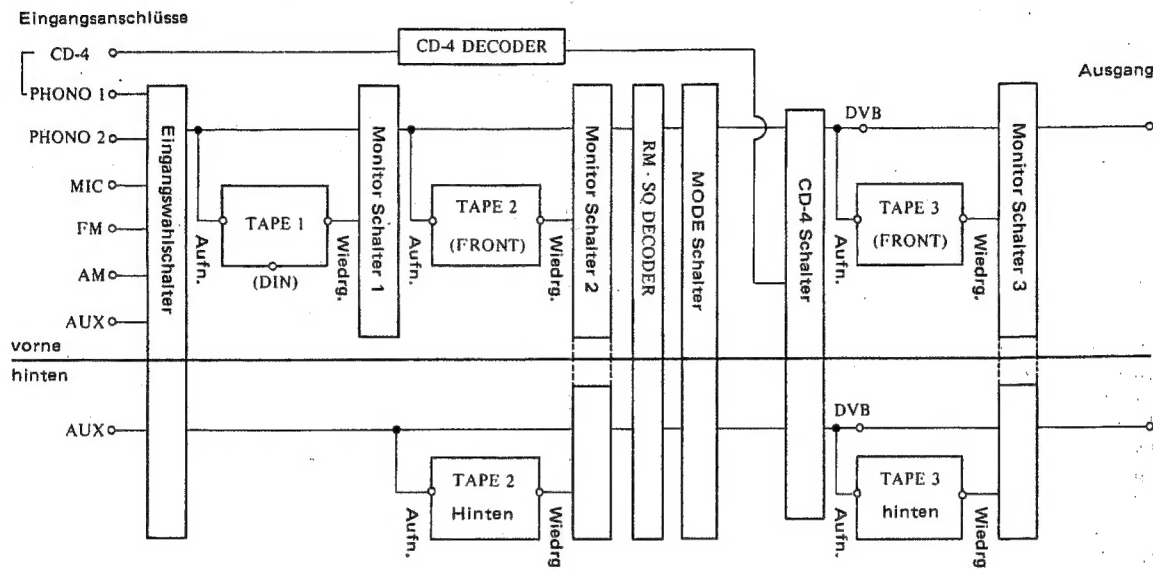 Eingangsanschlüsse
CD-4
CD-4 DECODER
Ausgang
PHONO 1
PHONO 2
MIC
FM
AM
AUX
Eingangswahlschalter
Aufn.
TAPE 1
(DIN)
Wiedrg.
Monitor Schalter 1
Aufn.
TAPE 2
(FRONT)
Wiedrg.
Monitor Schalter 2
RM · SQ DECODER
MODE Schalter
CD-4 Schalter
DVB
Aufn.
TAPE 3
(FRONT)
Wiedrg.
Monitor Schalter 3
vorne
hinten
AUX
Aufn.
TAPE 2
Hinten
Wiedrg
DVB
Aufn.
TAPE 3
hinten
Wiedrg